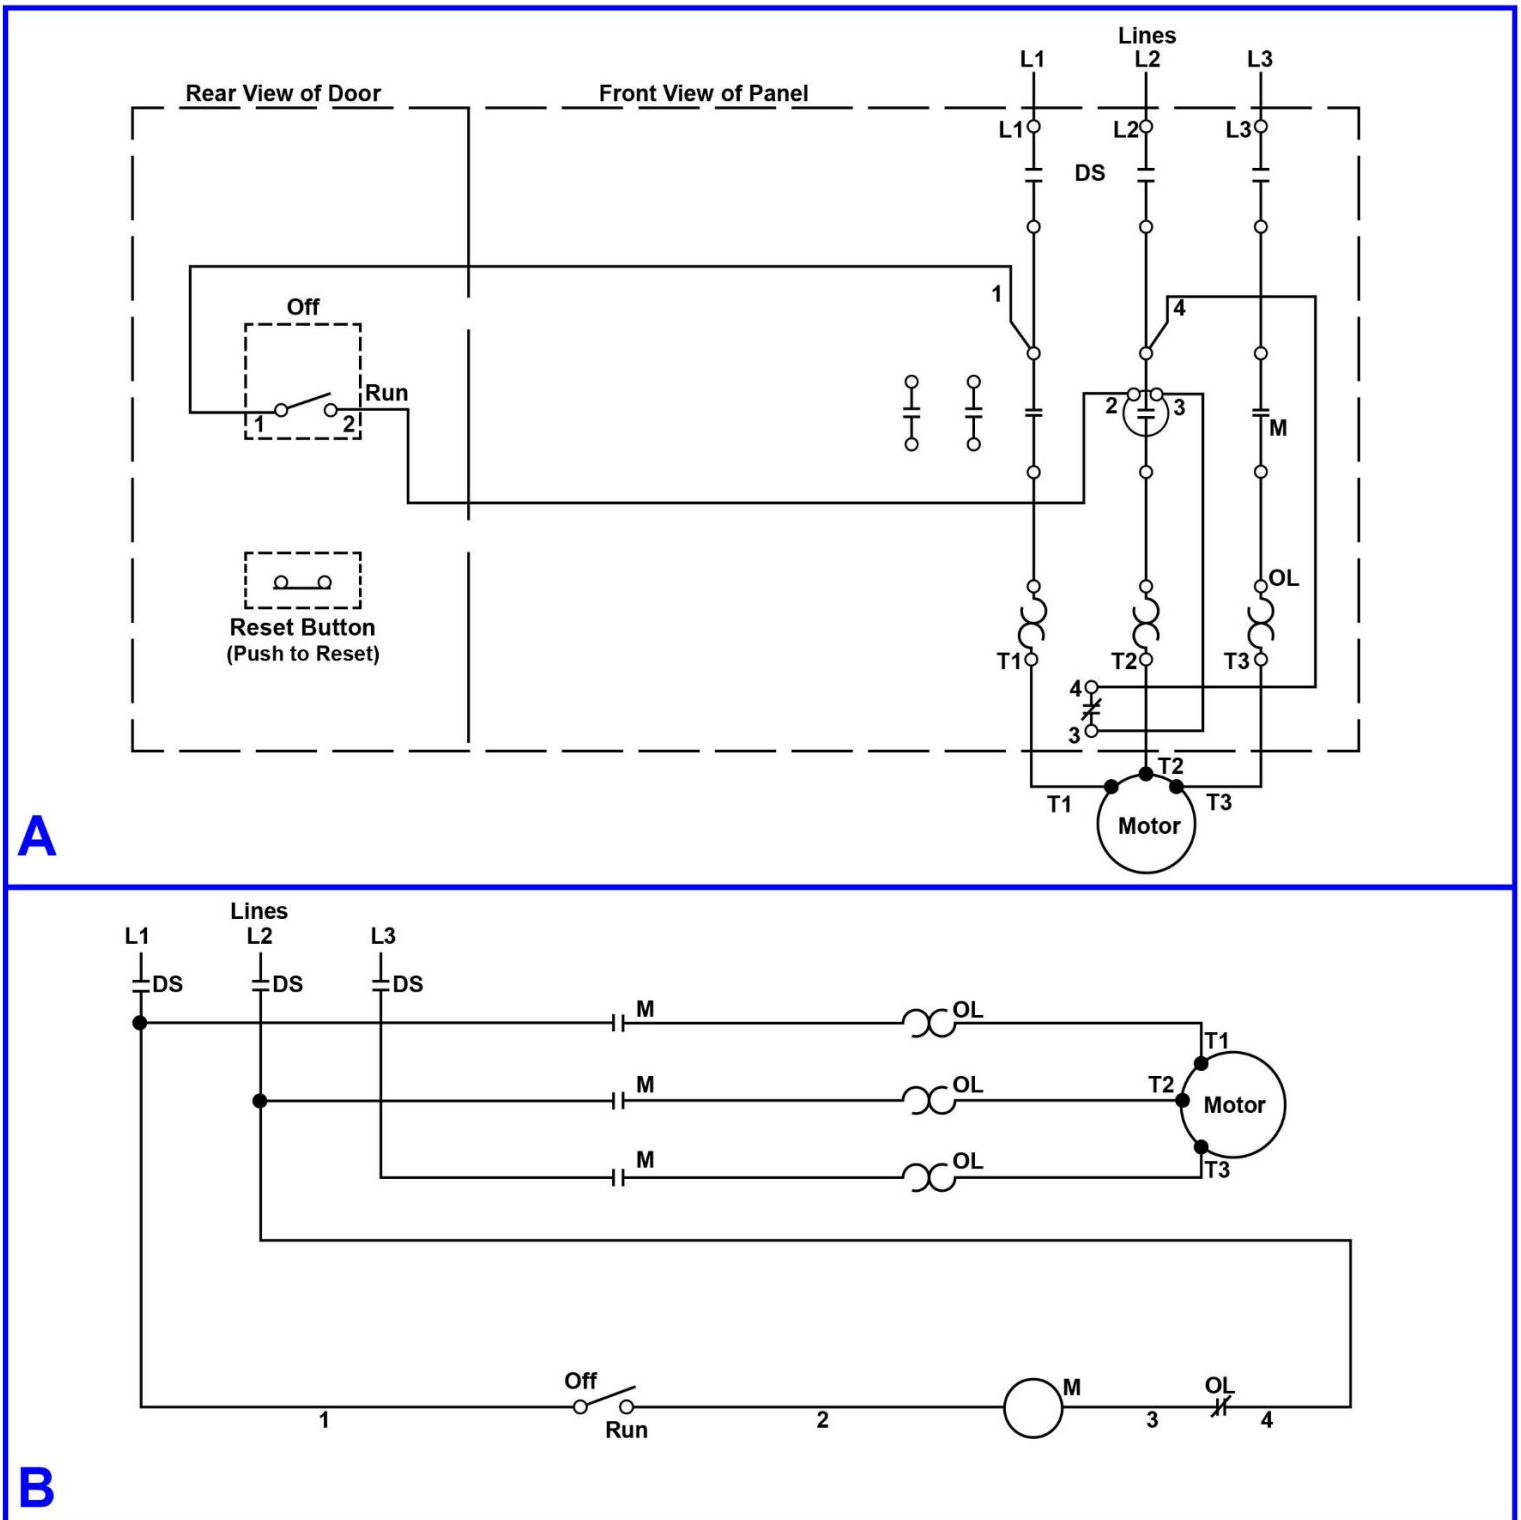 Lines
L1 L2 L3
Rear View of Door Front View of Panel
L1 L2 L3
DS
1
4
Off
Run
1 2
2 3
M
OL
Reset Button
(Push to Reset)
T1 T2 T3
4
3
T2
T1 T3
Motor
A
Lines
L1 L2 L3
DS DS DS
M OL
T1
M OL T2
Motor
M OL
T3
Off
M OL
1 Run 2 3 4
B